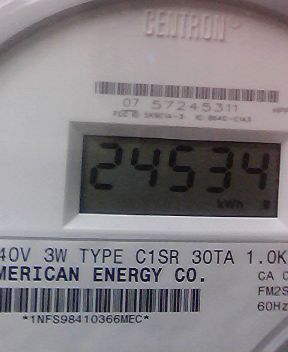 CENTRON®
07 57245311
24534
kWh
40V 3W TYPE C1SR 30TA 1.0K
MERICAN ENERGY CO.
CA
FM2S
60Hz
*1NFS98410366MEC*